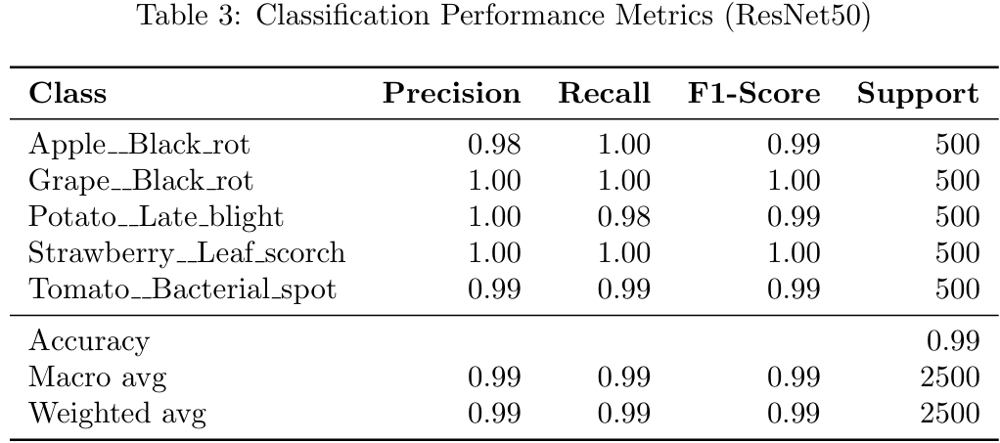 Table 3: Classification Performance Metrics (ResNet50)
Class Precision Recall F1-Score Support
Apple__Black_rot 0.98 1.00 0.99 500
Grape__Black_rot 1.00 1.00 1.00 500
Potato__Late_blight 1.00 0.98 0.99 500
Strawberry__Leaf_scorch 1.00 1.00 1.00 500
Tomato__Bacterial_spot 0.99 0.99 0.99 500
Accuracy 0.99
Macro avg 0.99 0.99 0.99 2500
Weighted avg 0.99 0.99 0.99 2500